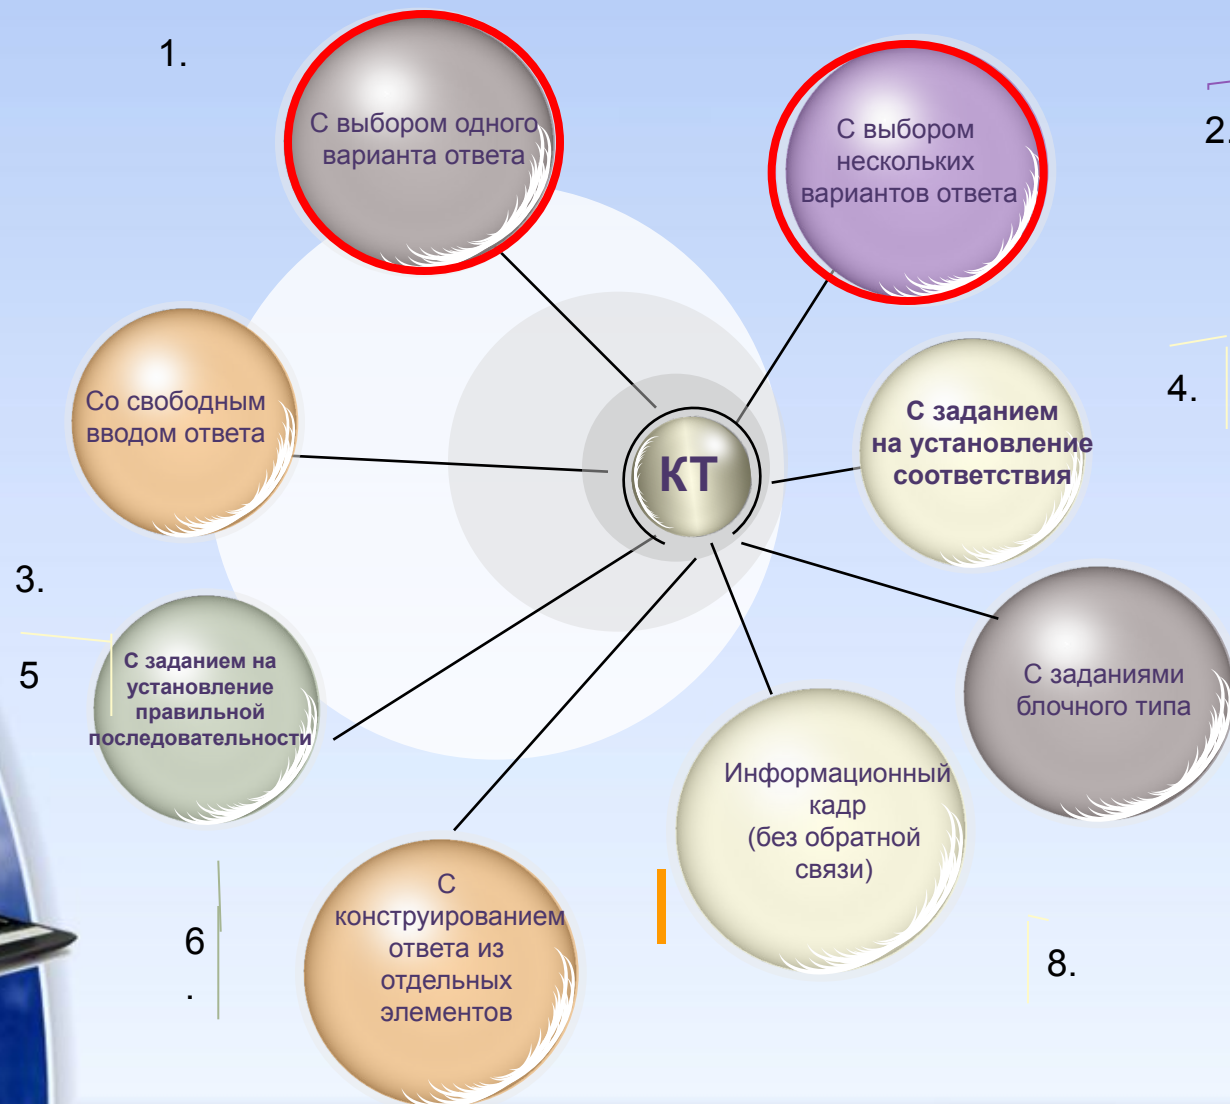 1.
С выбором одного
варианта ответа
С выбором
нескольких
вариантов ответа
2.
Со свободным
вводом ответа
3.
С заданием
на установление
соответствия
4.
КТ
5
С заданием на
установление
правильной
последовательности
С заданиями
блочного типа
6
.
С
конструированием
ответа из
отдельных
элементов
Информационный
кадр
(без обратной
связи)
8.